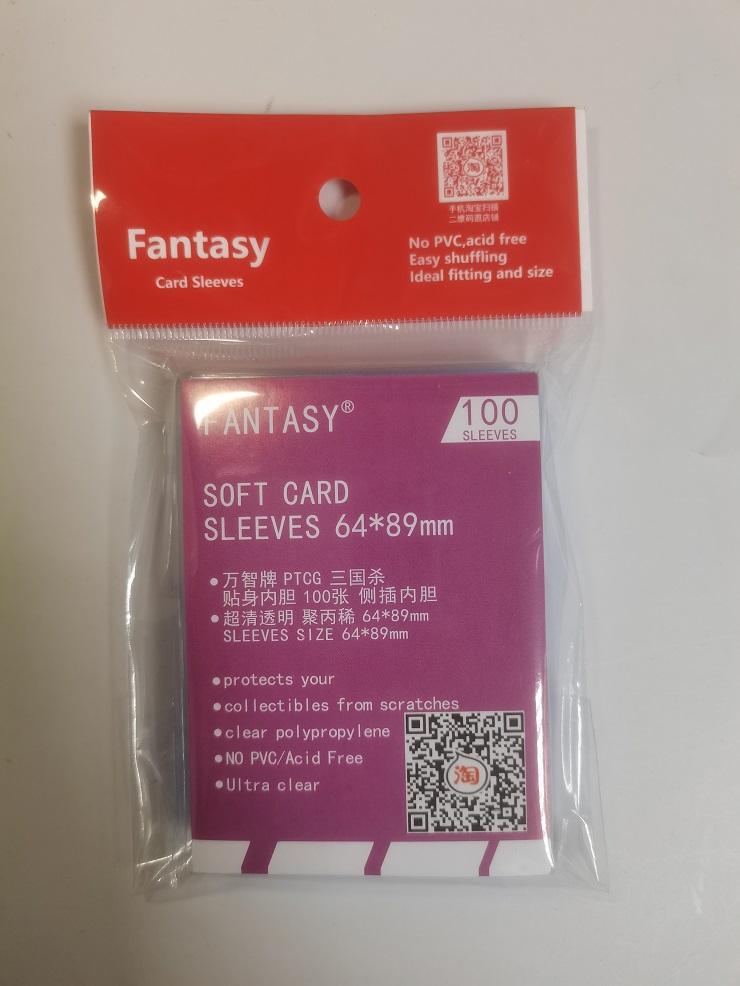 Fantasy
Card Sleeves
手机淘宝扫描
二维码逛店铺
No PVC,acid free
Easy shuffling
Ideal fitting and size
FANTASY®
100
SLEEVES
SOFT CARD
SLEEVES 64*89mm
●万智牌 PTCG 三国杀
贴身内胆 100张 侧插内胆
●超清透明 聚丙稀 64*89mm
SLEEVES SIZE 64*89mm
●protects your
●collectibles from scratches
●clear polypropylene
●NO PVC/Acid Free
●Ultra clear
淘